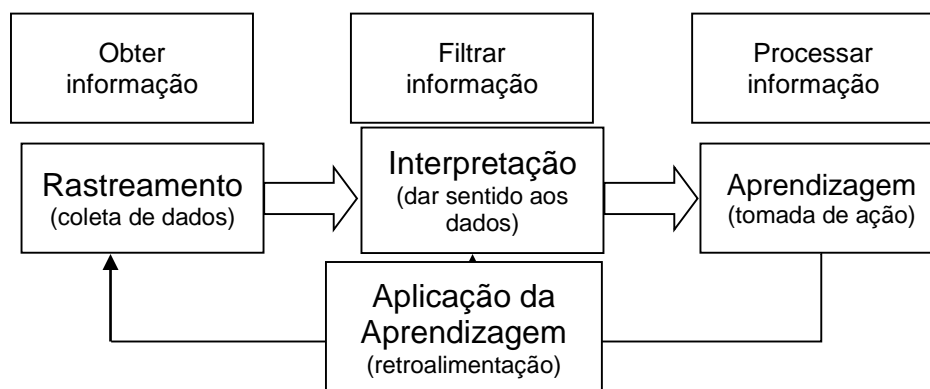 Obter
informação
Filtrar
informação
Processar
informação
Rastreamento
(coleta de dados)
Interpretação
(dar sentido aos
dados)
Aprendizagem
(tomada de ação)
Aplicação da
Aprendizagem
(retroalimentação)